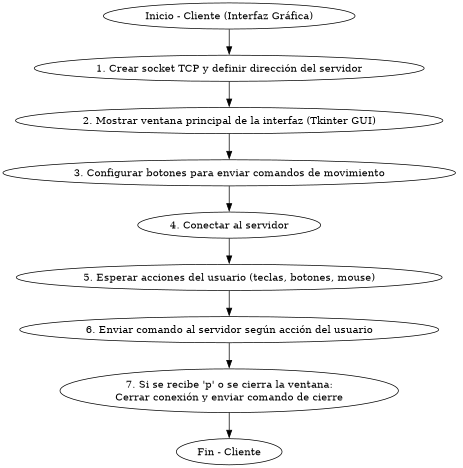 Inicio - Cliente (Interfaz Gráfica)
1. Crear socket TCP y definir dirección del servidor
2. Mostrar ventana principal de la interfaz (Tkinter GUI)
3. Configurar botones para enviar comandos de movimiento
4. Conectar al servidor
5. Esperar acciones del usuario (teclas, botones, mouse)
6. Enviar comando al servidor según acción del usuario
7. Si se recibe 'p' o se cierra la ventana:
Cerrar conexión y enviar comando de cierre
Fin - Cliente